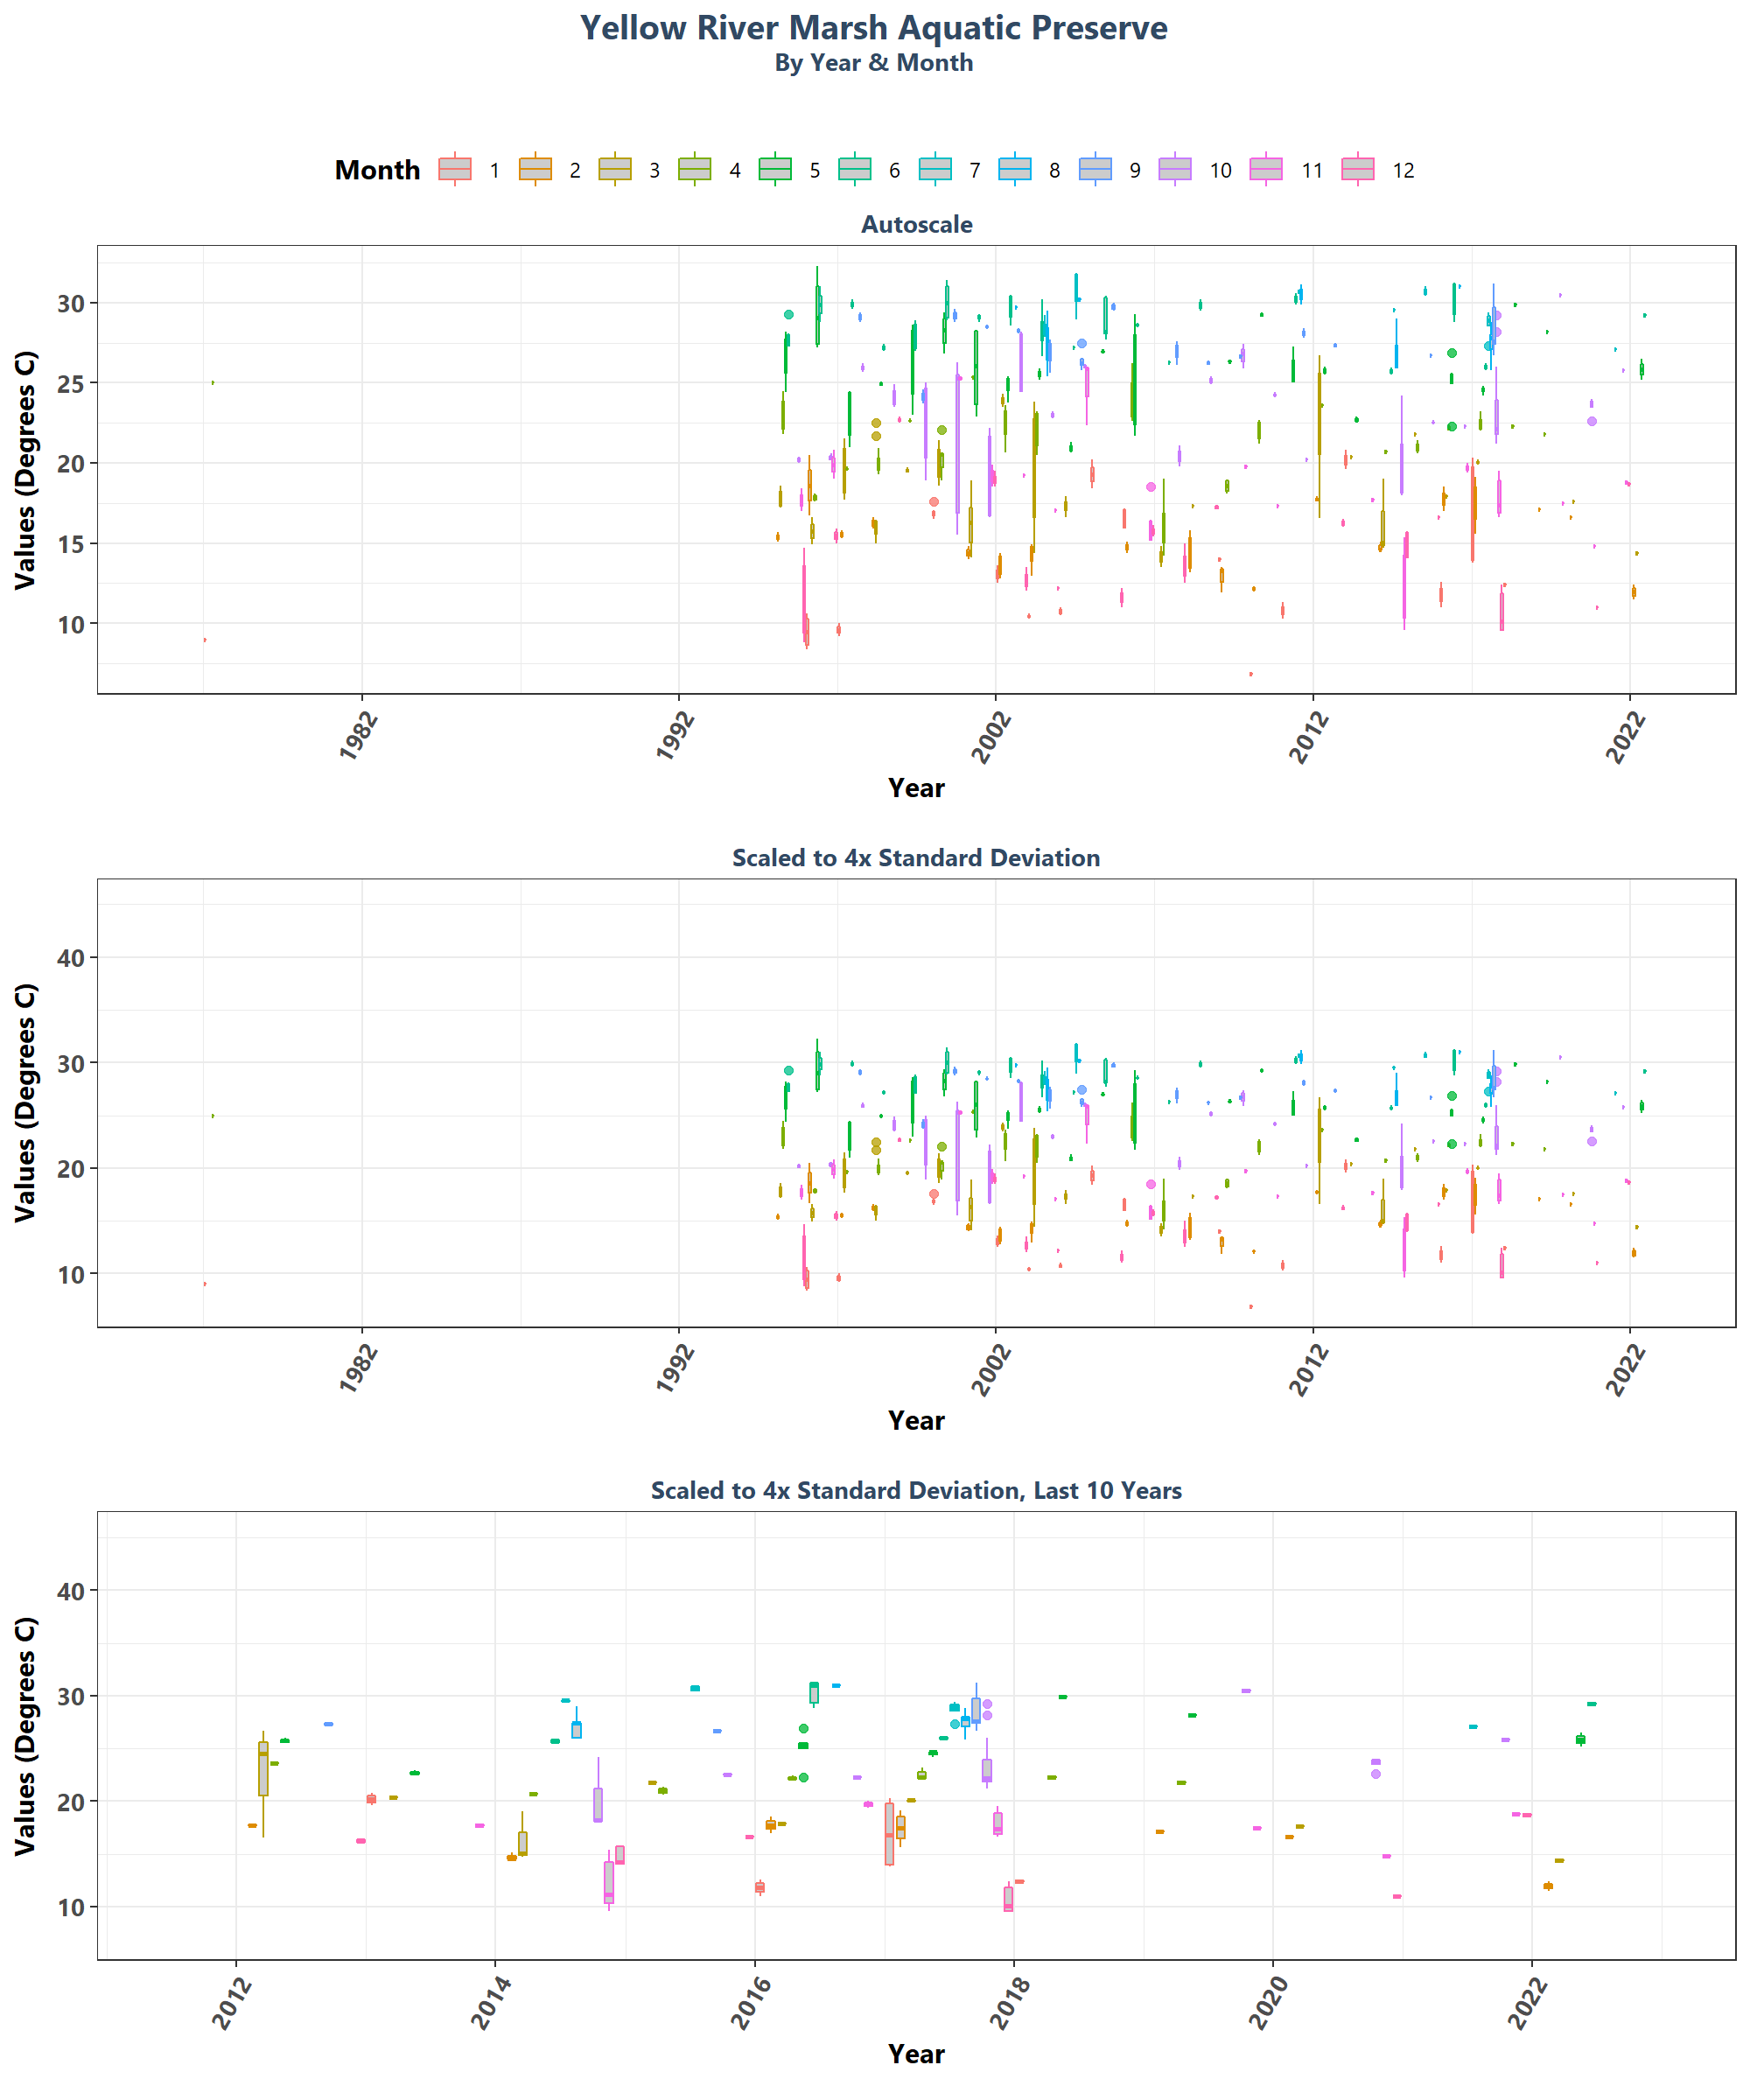 Yellow River Marsh Aquatic Preserve
By Year & Month
Month 1 2 3 4 5 6 7 8 9 10 11 12
Autoscale
Values (Degrees C)
30
25
20
15
10
1982 1992 2002 2012 2022
Year
Scaled to 4x Standard Deviation
Values (Degrees C)
40
30
20
10
1982 1992 2002 2012 2022
Year
Scaled to 4x Standard Deviation, Last 10 Years
Values (Degrees C)
40
30
20
10
2012 2014 2016 2018 2020 2022
Year